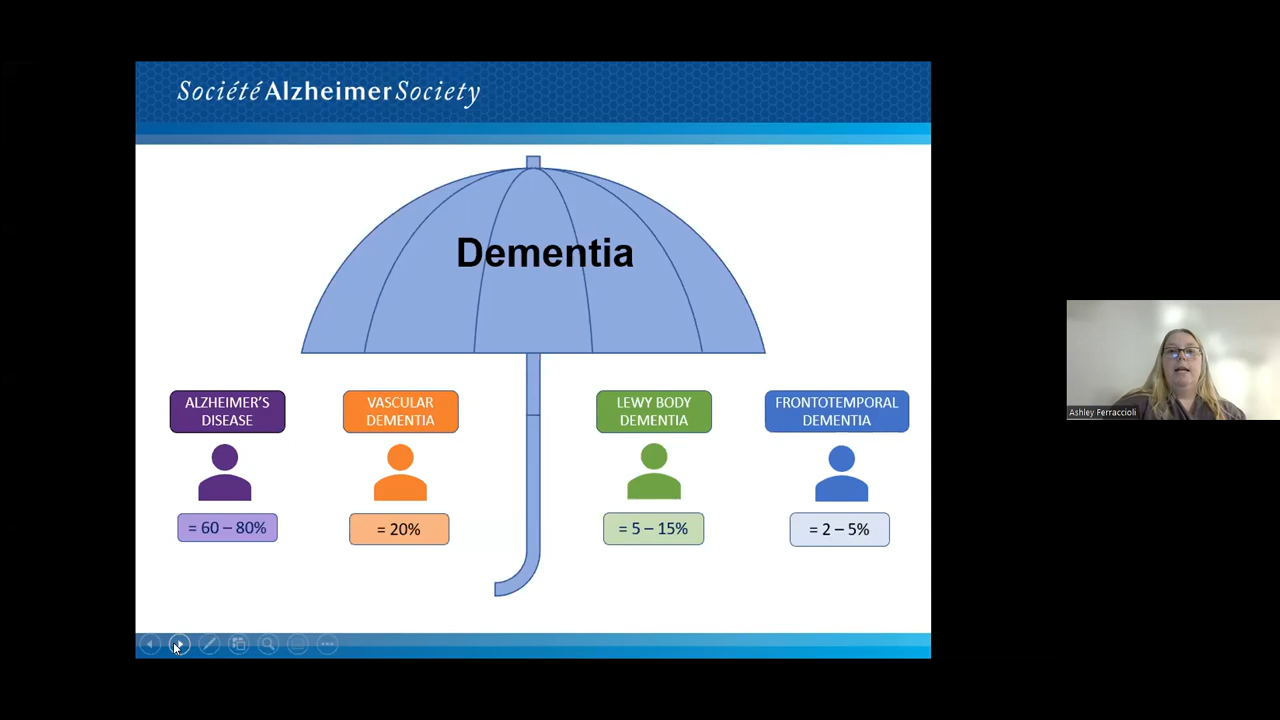 Société Alzheimer Society
Dementia
ALZHEIMER'S
DISEASE
VASCULAR
DEMENTIA
LEWY BODY
DEMENTIA
FRONTOTEMPORAL
DEMENTIA
= 60 – 80%
= 20%
= 5 – 15%
= 2 – 5%
Ashley Ferraccioli